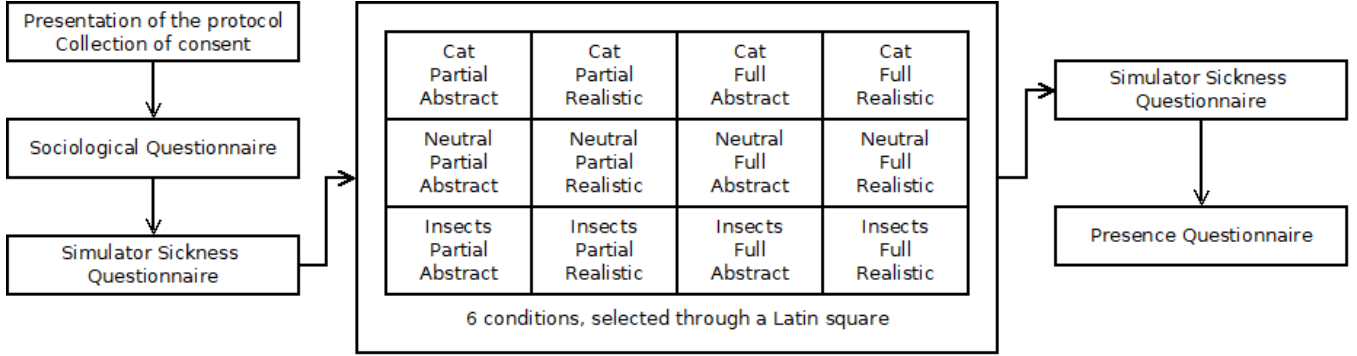 Presentation of the protocol
Collection of consent
Sociological Questionnaire
Simulator Sickness
Questionnaire
Cat
Partial
Abstract
Cat
Partial
Realistic
Cat
Full
Abstract
Cat
Full
Realistic
Neutral
Partial
Abstract
Neutral
Partial
Realistic
Neutral
Full
Abstract
Neutral
Full
Realistic
Insects
Partial
Abstract
Insects
Partial
Realistic
Insects
Full
Abstract
Insects
Full
Realistic
6 conditions, selected through a Latin square
Simulator Sickness
Questionnaire
Presence Questionnaire